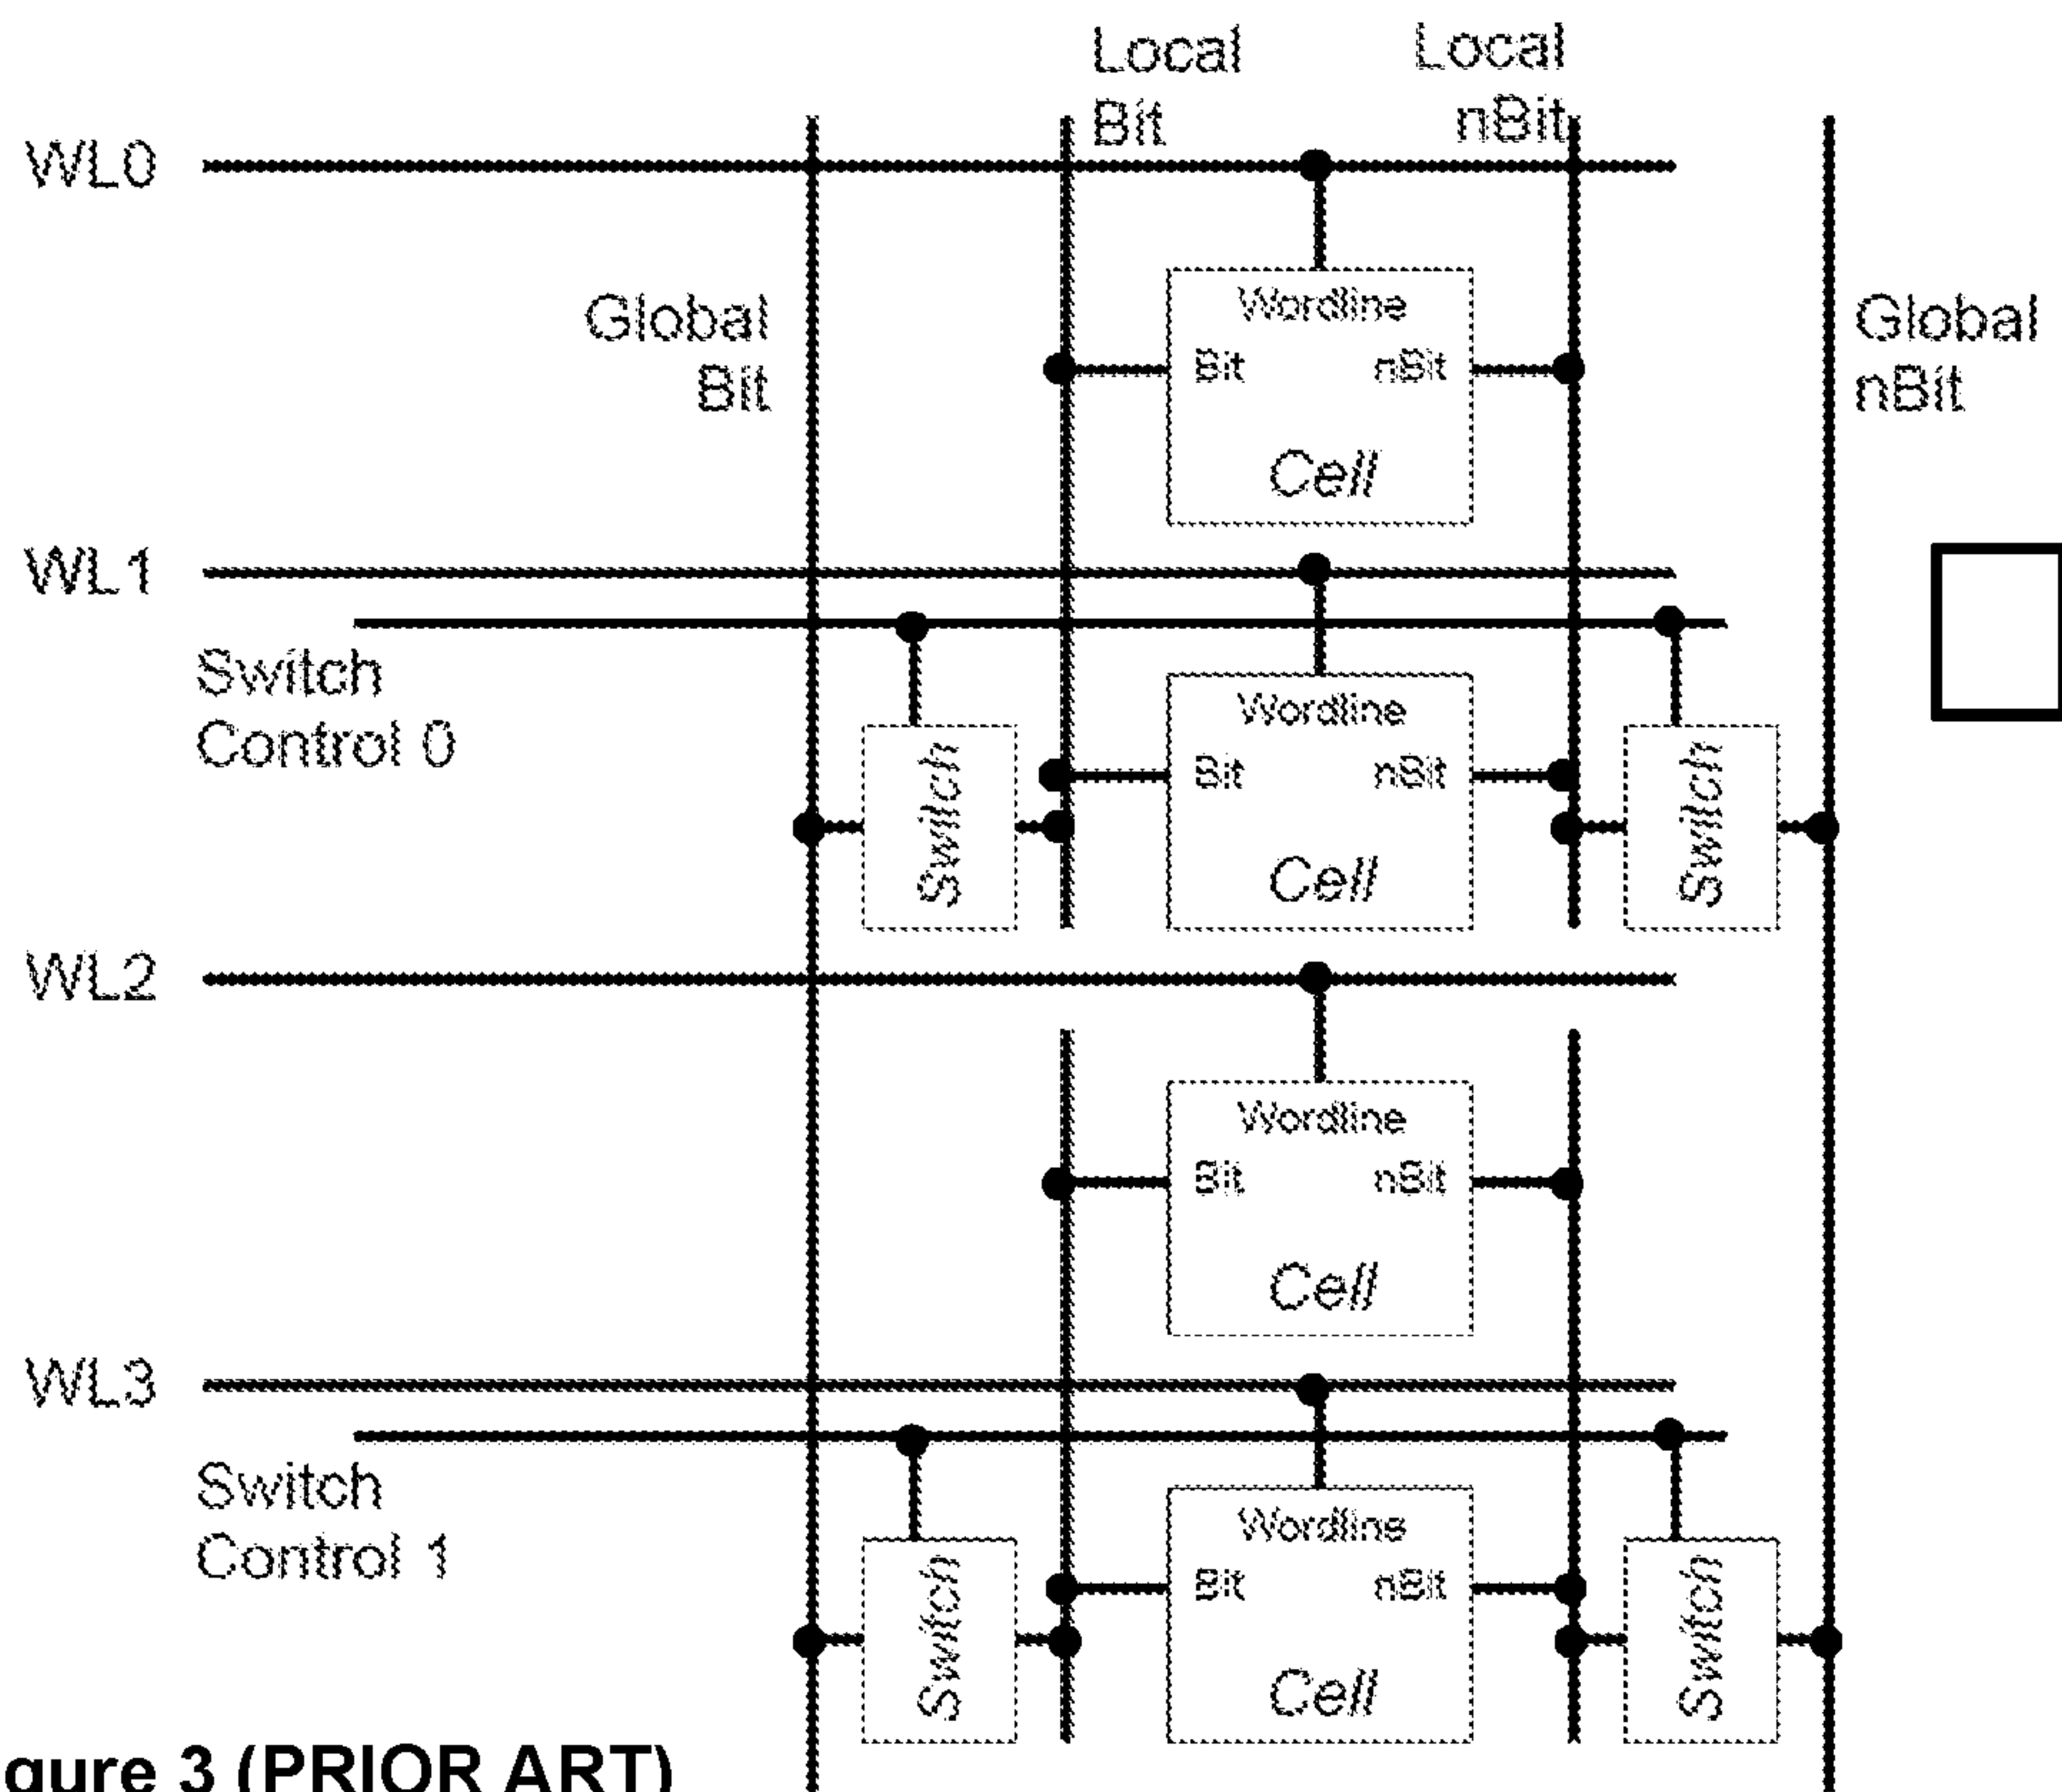 Local Local
Bit nBit
WL0
Global Bit
Global nBit
Wordline
Bit nBit
Cell
WL1
Switch
Control 0
Wordline
Bit nBit
Switch
Cell
Switch
WL2
Wordline
Bit nBit
Cell
WL3
Switch
Control 1
Wordline
Bit nBit
Switch
Cell
Switch
gure 3 (PRIOR ART)